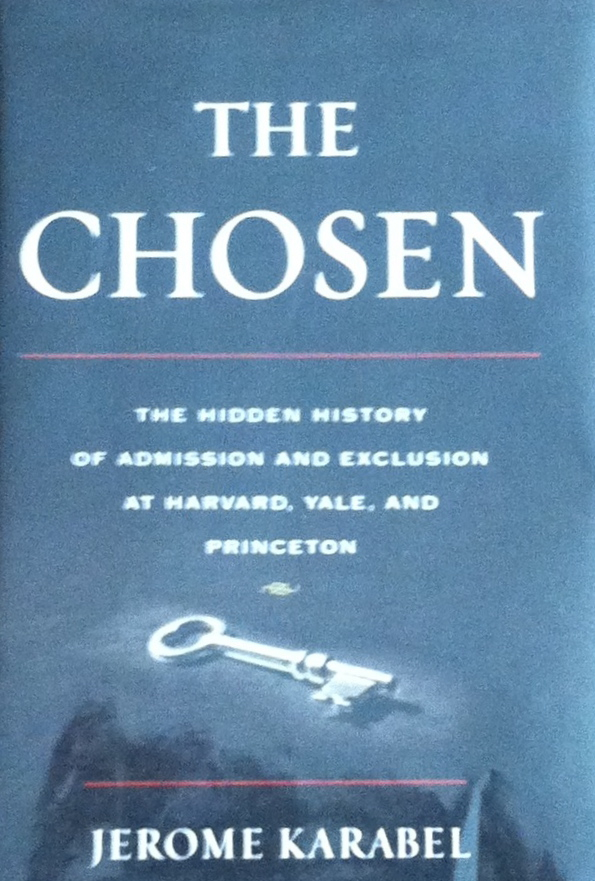 THE
CHOSEN
THE HIDDEN HISTORY
OF ADMISSION AND EXCLUSION
AT HARVARD, YALE, AND
PRINCETON
JEROME KARABEL